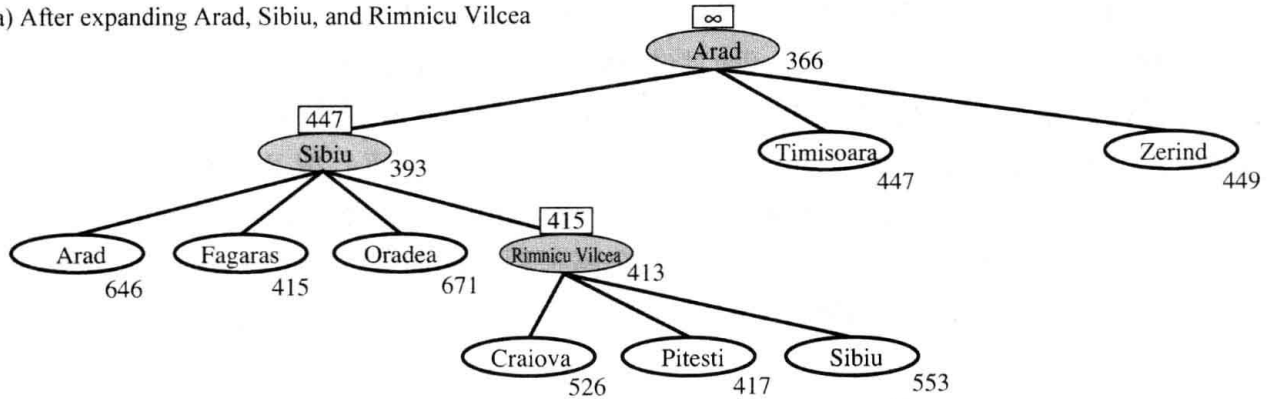 a) After expanding Arad, Sibiu, and Rimnicu Vilcea
∞
Arad
366
447
Sibiu
393
Timisoara
447
Zerind
449
Arad
646
Fagaras
415
Oradea
671
415
Rimnicu Vilcea
413
Craiova
526
Pitesti
417
Sibiu
553